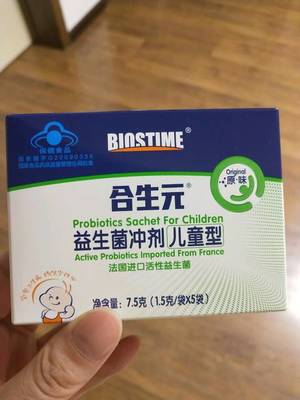 保健食品
BIOSTIME®
Original
原·味
合生元®
Probiotics Sachet For Children
益生菌冲剂 儿童型
Active Probiotics Imported From France
法国进口活性益生菌
净含量: 7.5克 (1.5克/袋X5袋)